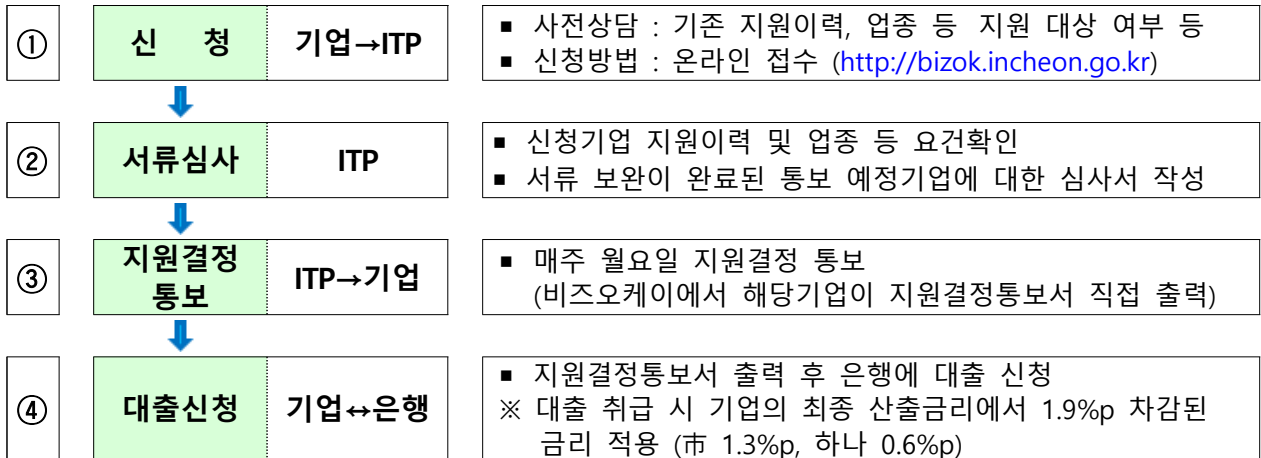 ① 신 청 기업→ITP
▪ 사전상담 : 기존 지원이력, 업종 등 지원 대상 여부 등
▪ 신청방법 : 온라인 접수 (http://bizok.incheon.go.kr)
② 서류심사 ITP
▪ 신청기업 지원이력 및 업종 등 요건확인
▪ 서류 보완이 완료된 통보 예정기업에 대한 심사서 작성
③ 지원결정
통보 ITP→기업
▪ 매주 월요일 지원결정 통보
(비즈오케이에서 해당기업이 지원결정통보서 직접 출력)
④ 대출신청 기업↔은행
▪ 지원결정통보서 출력 후 은행에 대출 신청
※ 대출 취급 시 기업의 최종 산출금리에서 1.9%p 차감된
금리 적용 (市 1.3%p, 하나 0.6%p)